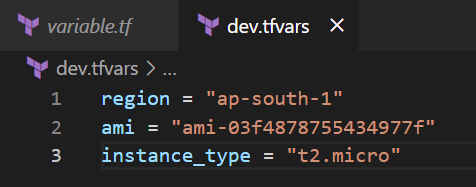 variable.tf dev.tfvars
dev.tfvars > ...
1 region = "ap-south-1"
2 ami = "ami-03f4878755434977f"
3 instance_type = "t2.micro"